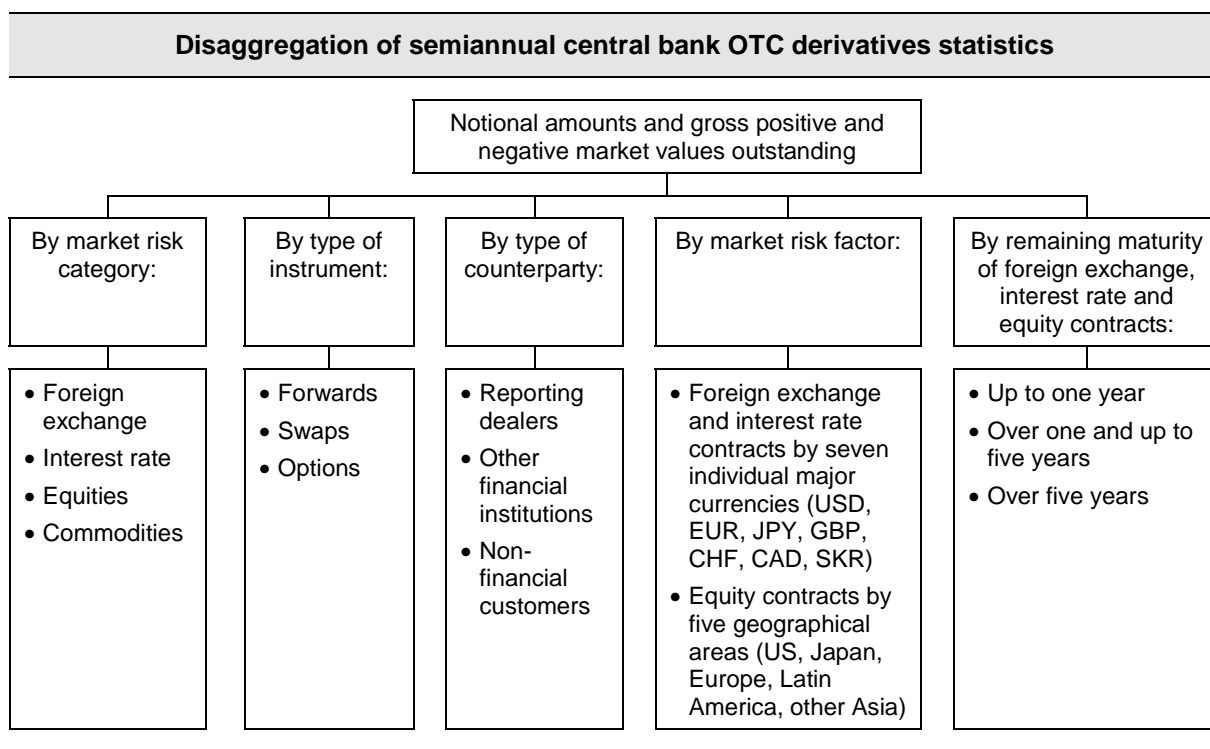 Disaggregation of semiannual central bank OTC derivatives statistics
Notional amounts and gross positive and
negative market values outstanding
By market risk
category:
By type of
instrument:
By type of
counterparty:
By market risk factor:
By remaining maturity
of foreign exchange,
interest rate and
equity contracts:
• Foreign
exchange
• Interest rate
• Equities
• Commodities
• Forwards
• Swaps
• Options
• Reporting
dealers
• Other
financial
institutions
• Non-
financial
customers
• Foreign exchange
and interest rate
contracts by seven
individual major
currencies (USD,
EUR, JPY, GBP,
CHF, CAD, SKR)
• Equity contracts by
five geographical
areas (US, Japan,
Europe, Latin
America, other Asia)
• Up to one year
• Over one and up to
five years
• Over five years